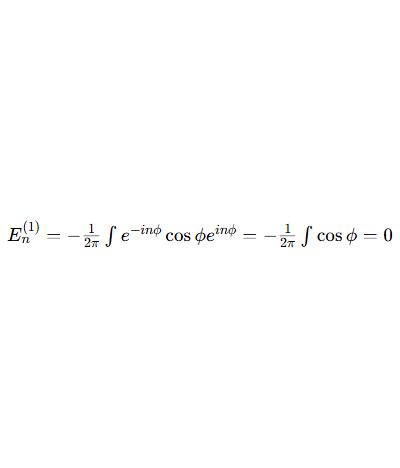 $E_n^{(1)} = -\frac{1}{2\pi} \int e^{-in\phi} \cos \phi e^{in\phi} = -\frac{1}{2\pi} \int \cos \phi = 0$